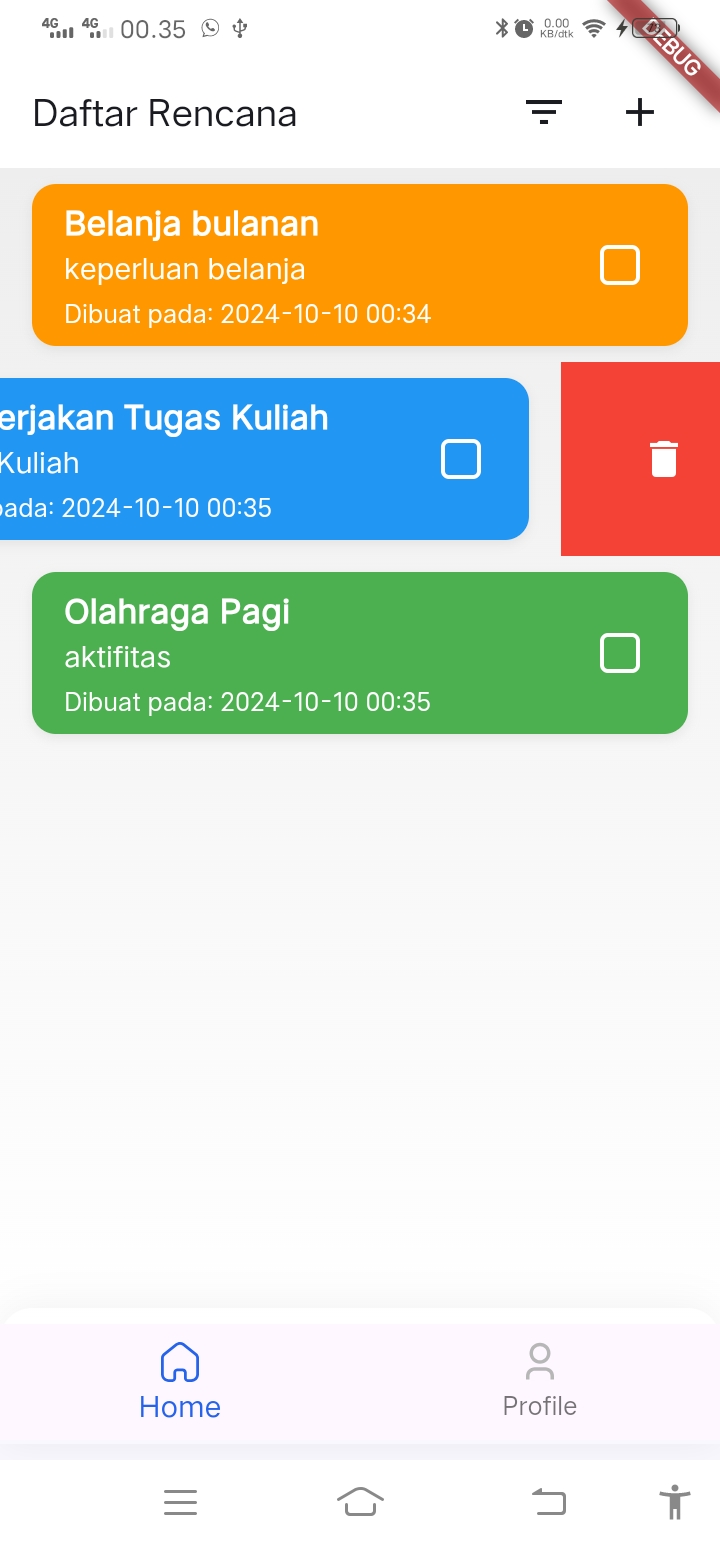 4G 4G 00.35 0.00 KB/dtk
DEBUG
Daftar Rencana
Belanja bulanan
keperluan belanja
Dibuat pada: 2024-10-10 00:34
erjakan Tugas Kuliah
Kuliah
pada: 2024-10-10 00:35
Olahraga Pagi
aktifitas
Dibuat pada: 2024-10-10 00:35
Home
Profile